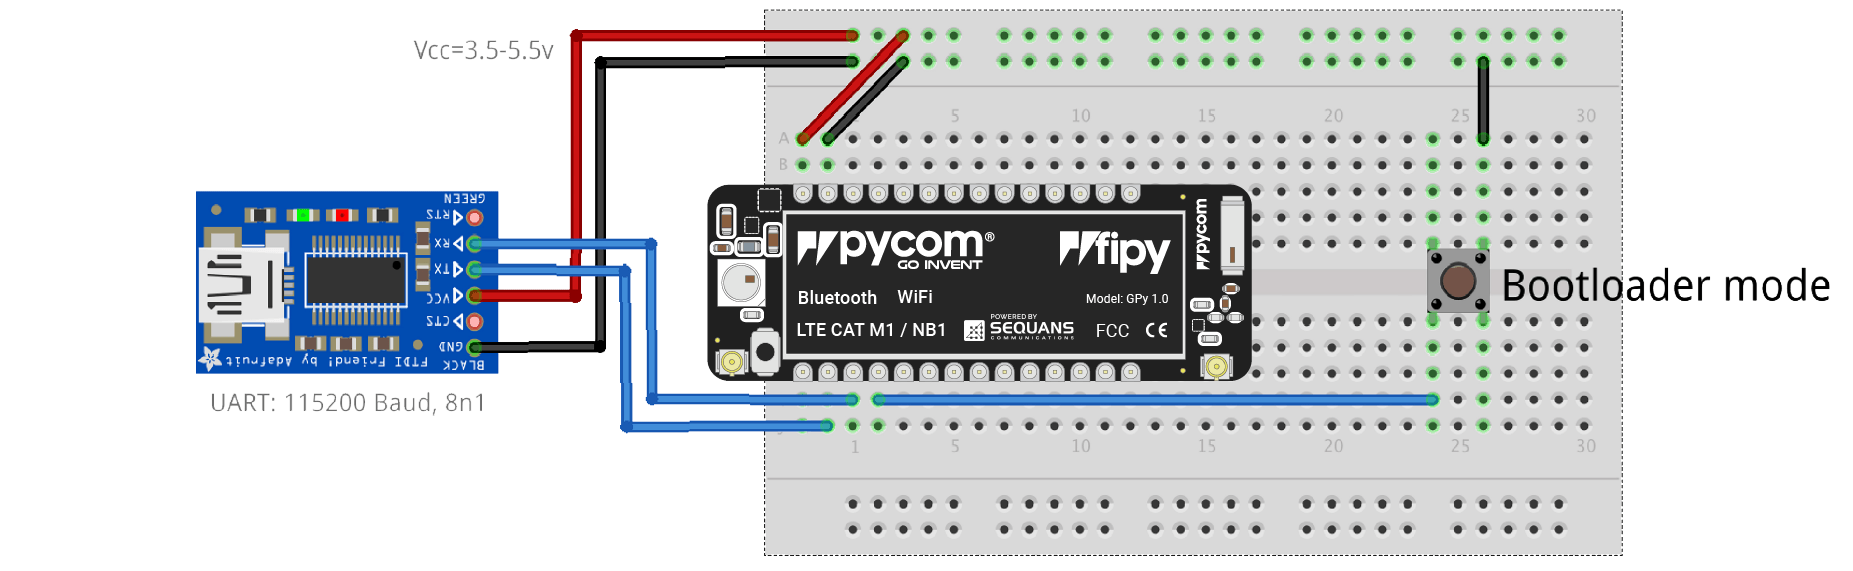 Vcc=3.5-5.5v
5 10 15 20 25 30
A
B
GREEN
RTS
RX
TX
VCC
CTS
GND
BLACK
FTDI Friend! by Adafruit
UART: 115200 Baud, 8n1
pycom®
GO INVENT
fipy
Bluetooth WiFi
Model: GPy 1.0
LTE CAT M1 / NB1
POWERED BY
SEQUANS
COMMUNICATIONS
FCC CE
pycom
Bootloader mode
1 5 10 15 20 25 30